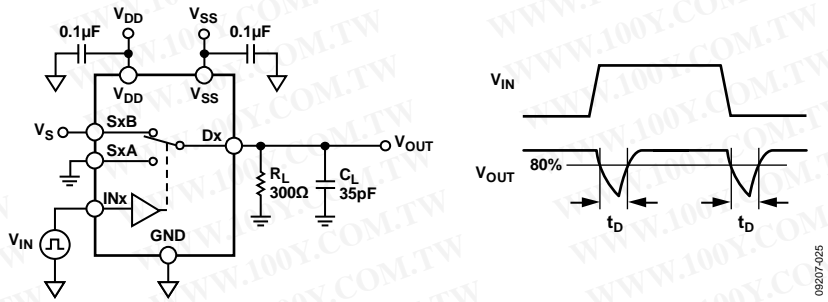 VDD
VSS
0.1µF
0.1µF
VDD
VSS
VS
SxB
SxA
Dx
VOUT
RL
300Ω
CL
35pF
INx
VIN
GND
VIN
VOUT
80%
tD
tD
09207-025
WWW.100Y.COM.TW